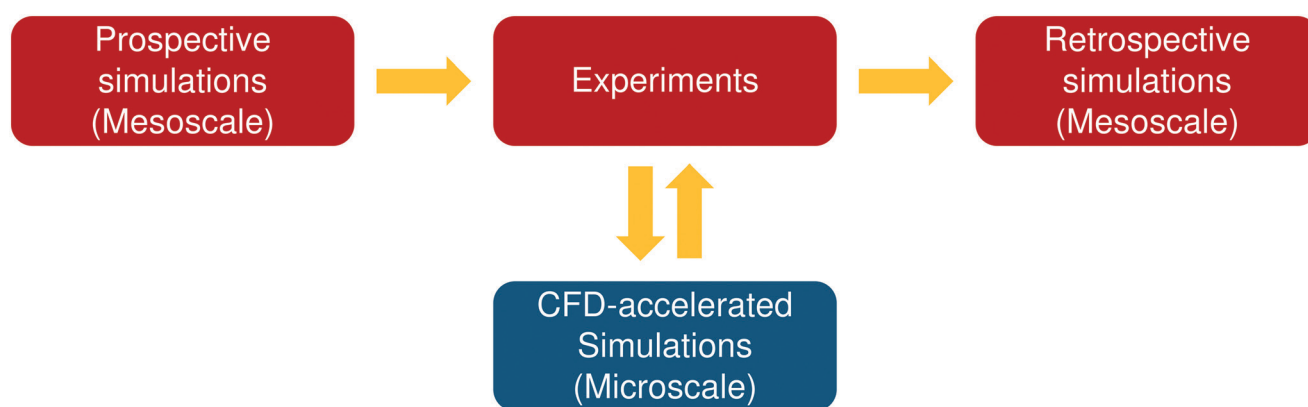 Prospective
simulations
(Mesoscale)
Experiments
Retrospective
simulations
(Mesoscale)
CFD-accelerated
Simulations
(Microscale)